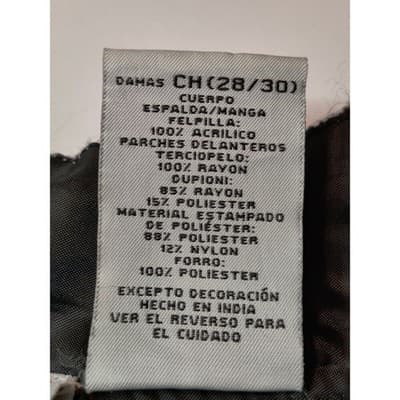 DAMAS CH(28/30)
CUERPO
ESPALDA/MANGA
FELPILLA:
100% ACRILICO
PARCHES DELANTEROS
TERCIOPELO:
100% RAYON
DUPIONI:
85% RAYON
15% POLIESTER
MATERIAL ESTAMPADO
DE POLIÉSTER:
88% POLIESTER
12% NYLON
FORRO:
100% POLIESTER
EXCEPTO DECORACIÓN
HECHO EN INDIA
VER EL REVERSO PARA
EL CUIDADO